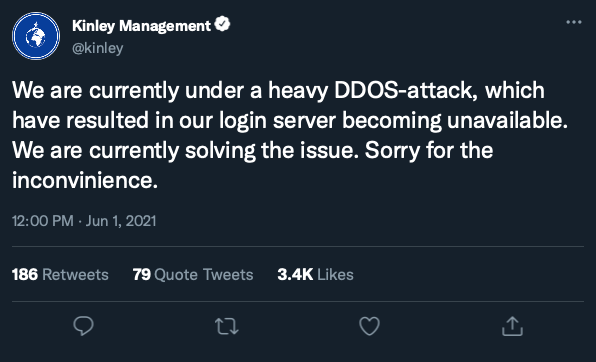 Kinley Management
@kinley
We are currently under a heavy DDOS-attack, which
have resulted in our login server becoming unavailable.
We are currently solving the issue. Sorry for the
inconvinience.
12:00 PM · Jun 1, 2021
186 Retweets 79 Quote Tweets 3.4K Likes